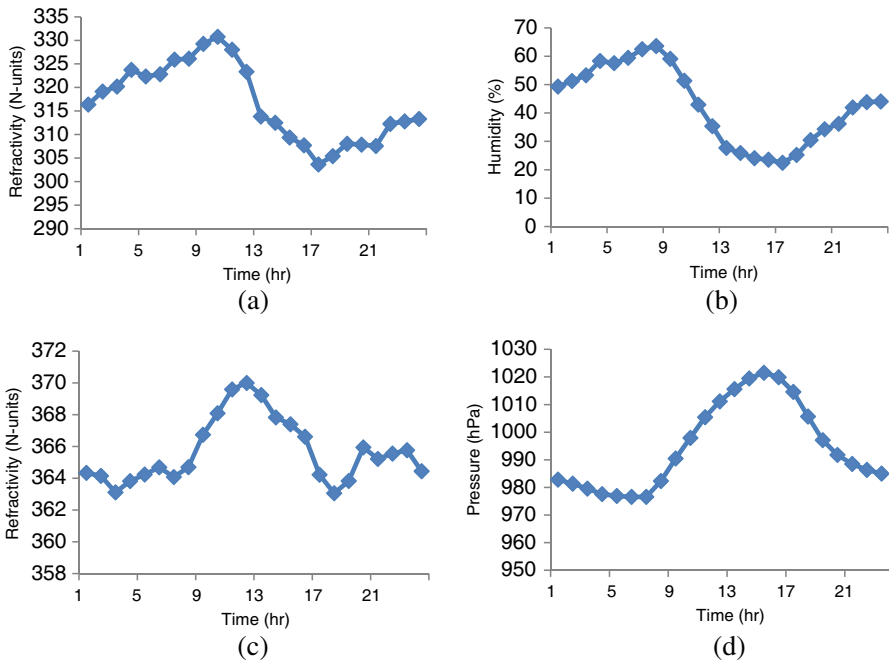 335
330
325
320
315
310
305
300
295
290
Refractivity (N-units)
1 5 9 13 17 21
Time (hr)
(a)
70
60
50
40
30
20
10
0
Humidity (%)
1 5 9 13 17 21
Time (hr)
(b)
372
370
368
366
364
362
360
358
Refractivity (N-units)
1 5 9 13 17 21
Time (hr)
(c)
1030
1020
1010
1000
990
980
970
960
950
Pressure (hPa)
1 5 9 13 17 21
Time (hr)
(d)